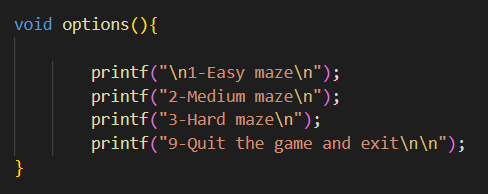 void options(){
printf("\n1-Easy maze\n");
printf("2-Medium maze\n");
printf("3-Hard maze\n");
printf("9-Quit the game and exit\n\n");
}